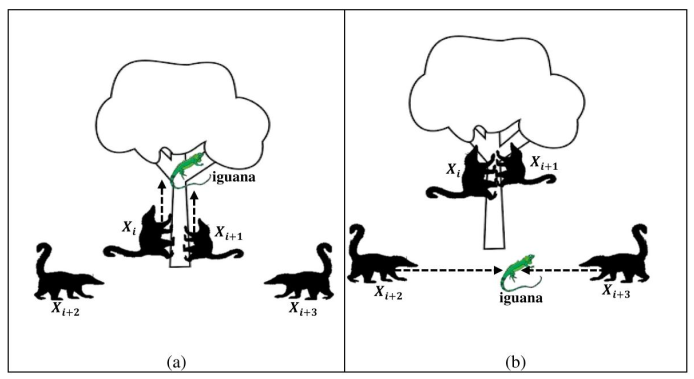 iguana
X_i
X_{i+1}
X_{i+2}
X_{i+3}
(a)
X_i
X_{i+1}
X_{i+2}
iguana
X_{i+3}
(b)